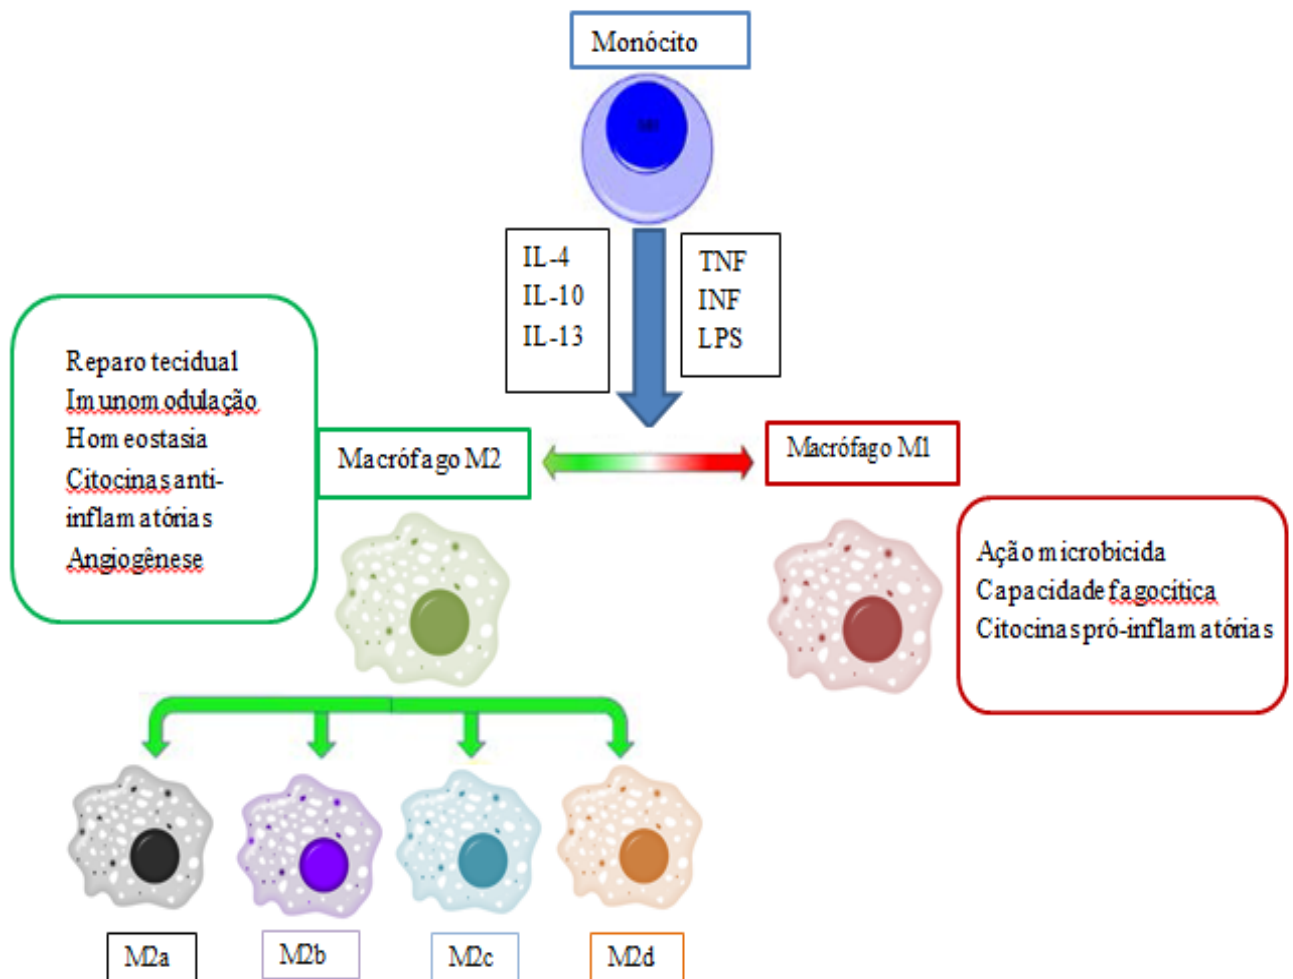 Monócito
IL-4
IL-10
IL-13
TNF
INF
LPS
Reparo tecidual
Imunomodulação
Homeostasia
Citocinas anti-
inflamatórias
Angiogênese
Macrófago M2
Macrófago M1
Ação microbicida
Capacidade fagocítica
Citocinas pró-inflamatórias
M2a
M2b
M2c
M2d